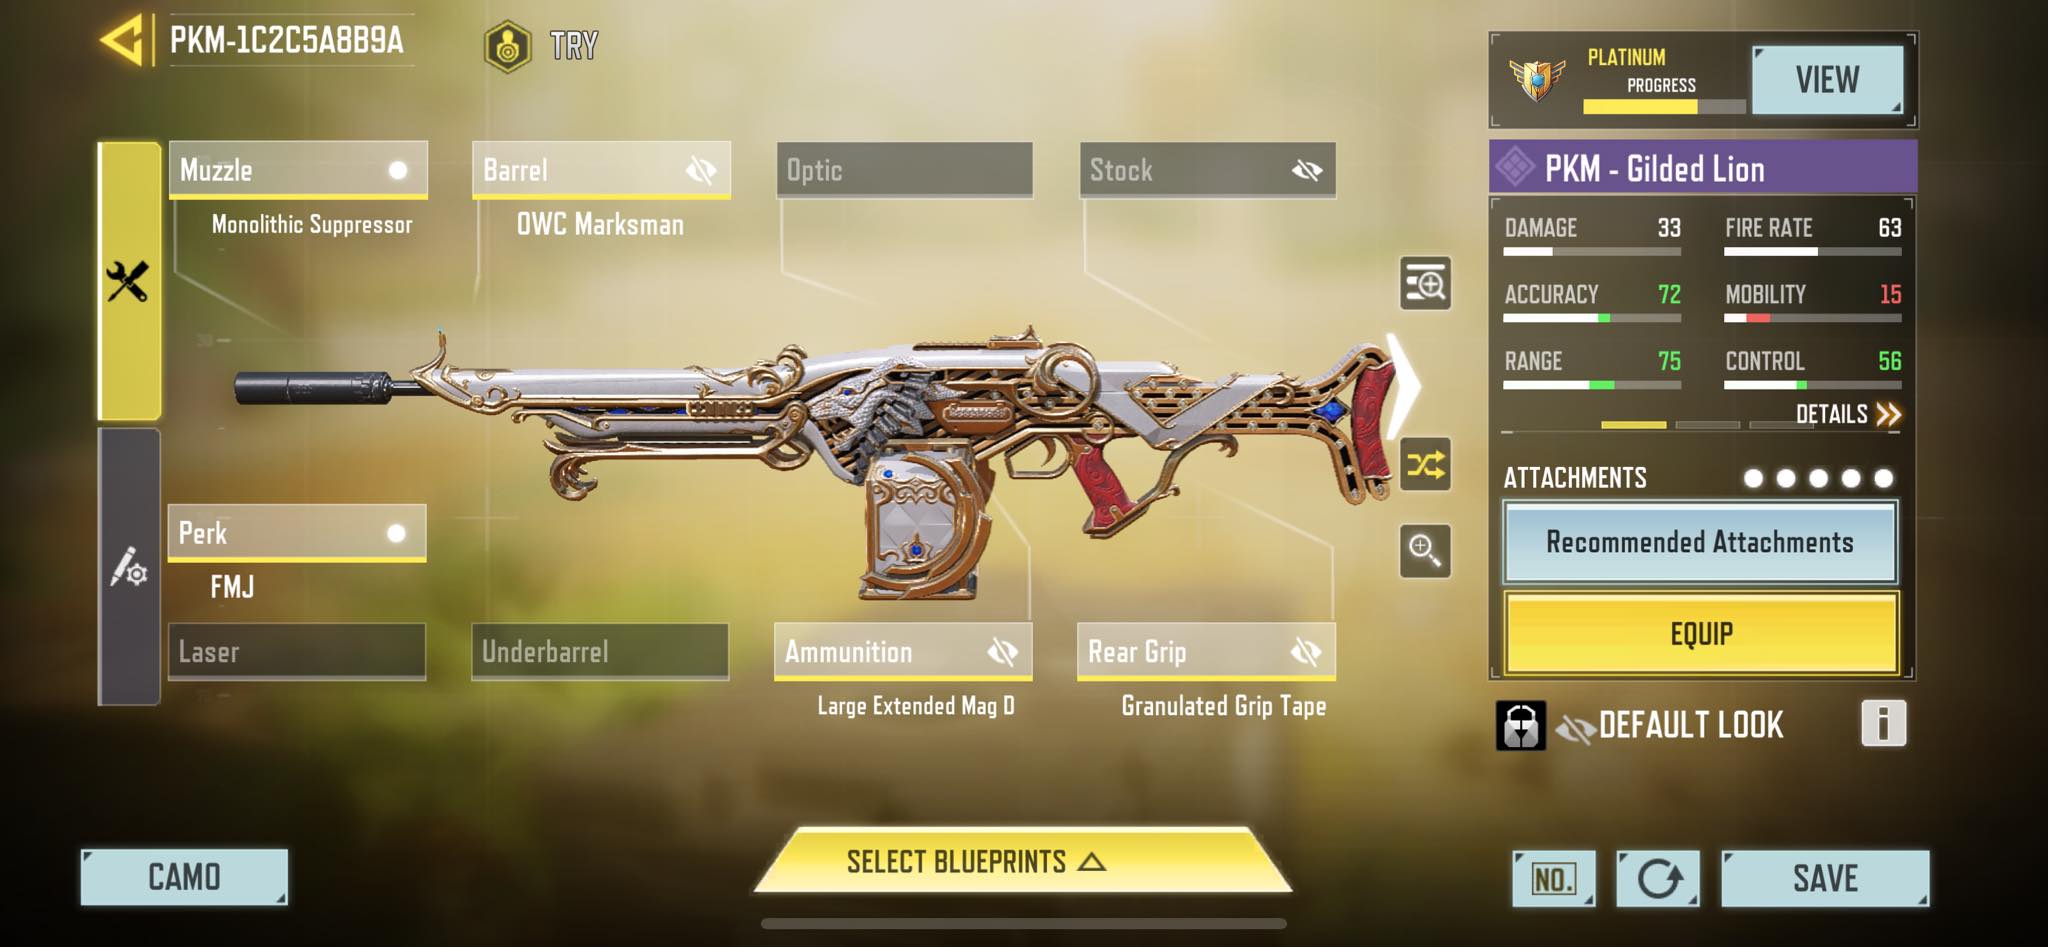 PKM-1C2C5A8B9A
TRY
PLATINUM
PROGRESS
VIEW
Muzzle
Monolithic Suppressor
Barrel
OWC Marksman
Optic
Stock
PKM - Gilded Lion
DAMAGE 33
FIRE RATE 63
ACCURACY 72
MOBILITY 15
RANGE 75
CONTROL 56
DETAILS
ATTACHMENTS
Recommended Attachments
EQUIP
Perk
FMJ
Laser
Underbarrel
Ammunition
Large Extended Mag D
Rear Grip
Granulated Grip Tape
DEFAULT LOOK
i
CAMO
SELECT BLUEPRINTS
NO.
SAVE